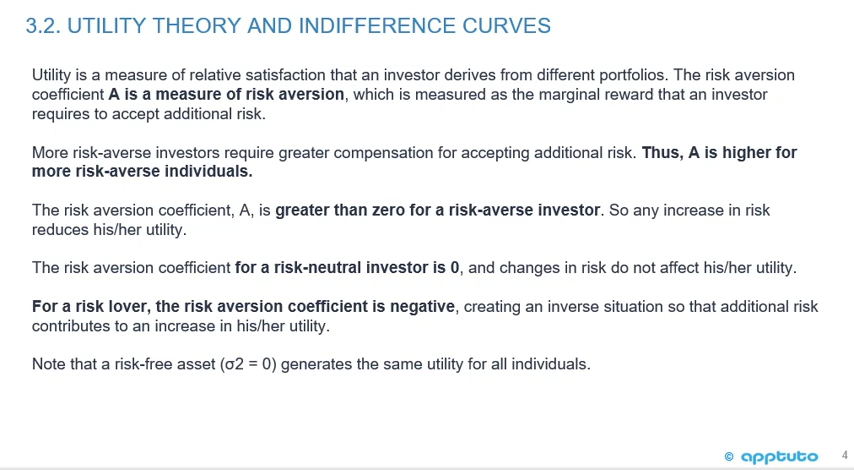 3.2. UTILITY THEORY AND INDIFFERENCE CURVES
Utility is a measure of relative satisfaction that an investor derives from different portfolios. The risk aversion
coefficient A is a measure of risk aversion, which is measured as the marginal reward that an investor
requires to accept additional risk.
More risk-averse investors require greater compensation for accepting additional risk. Thus, A is higher for
more risk-averse individuals.
The risk aversion coefficient, A, is greater than zero for a risk-averse investor. So any increase in risk
reduces his/her utility.
The risk aversion coefficient for a risk-neutral investor is 0, and changes in risk do not affect his/her utility.
For a risk lover, the risk aversion coefficient is negative, creating an inverse situation so that additional risk
contributes to an increase in his/her utility.
Note that a risk-free asset (σ2 = 0) generates the same utility for all individuals.
© apptuto 4